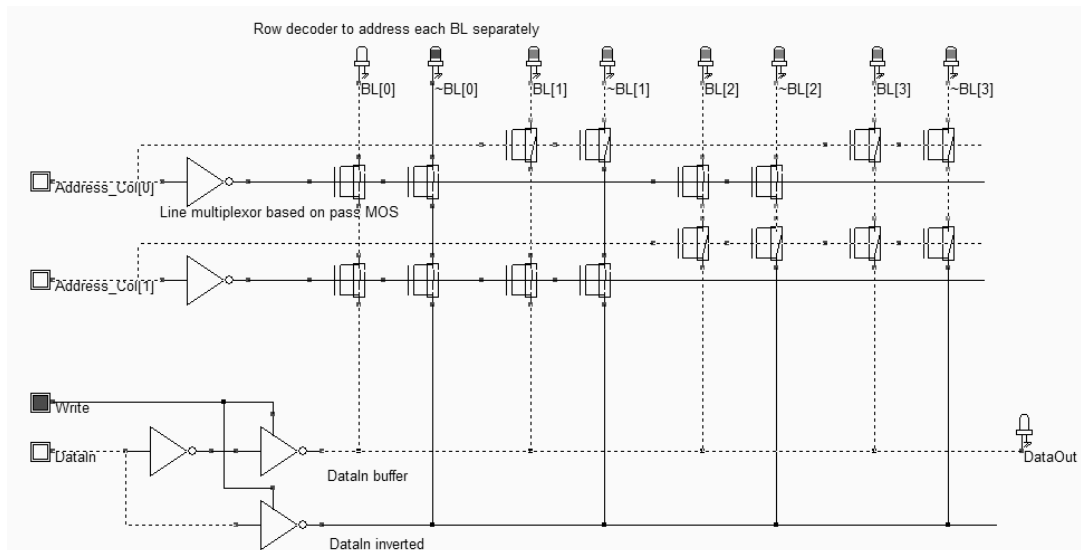 Row decoder to address each BL separately
BL[0] ~BL[0] BL[1] ~BL[1] BL[2] ~BL[2] BL[3] ~BL[3]
Address_Col[0]
Line multiplexor based on pass MOS
Address_Col[1]
Write
DataIn
DataOut
DataIn buffer
DataIn inverted